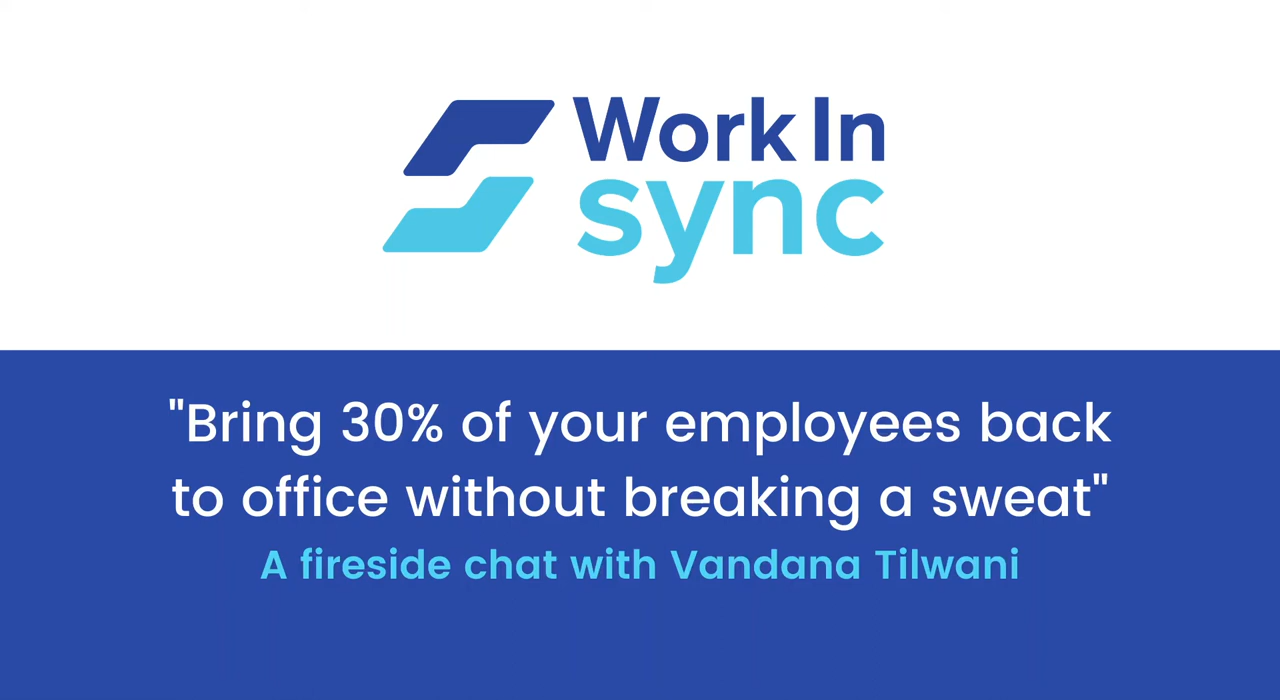 Work In
sync
"Bring 30% of your employees back
to office without breaking a sweat"
A fireside chat with Vandana Tilwani